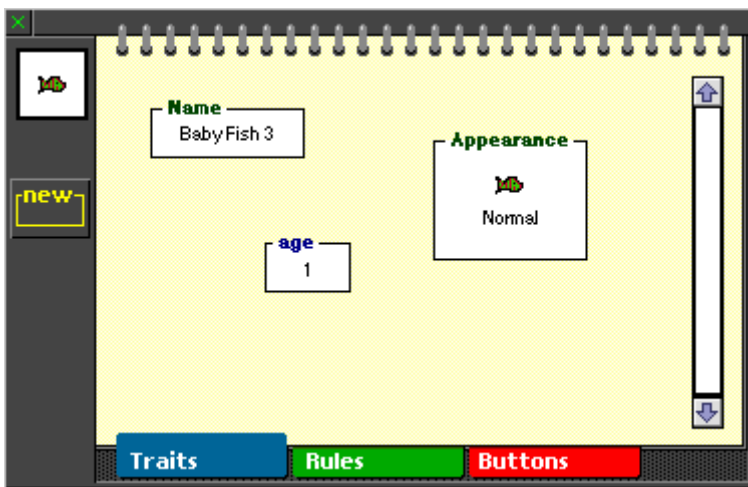 Name
Baby Fish 3
Appearance
Normal
new
age
1
Traits
Rules
Buttons